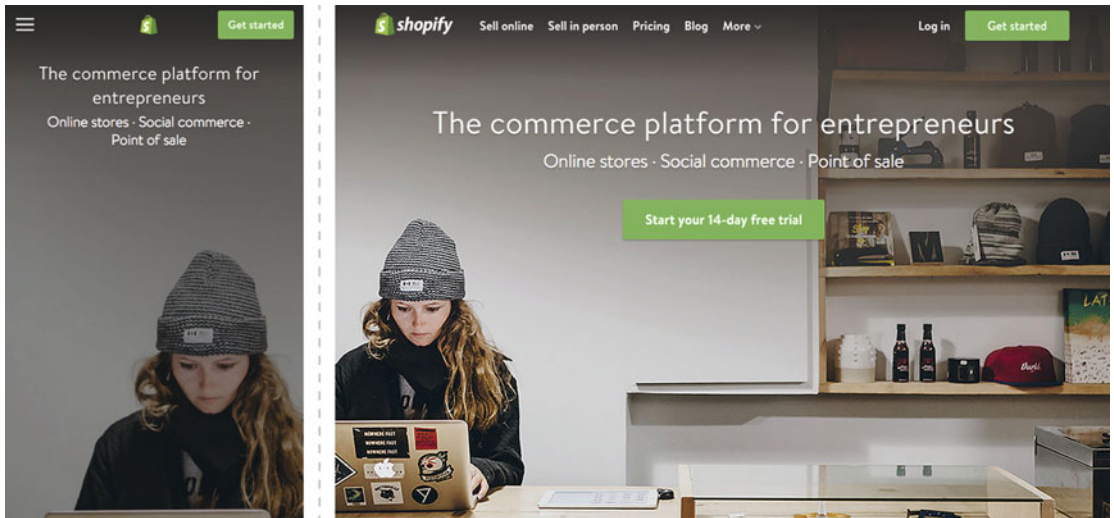 Get started
The commerce platform for
entrepreneurs
Online stores · Social commerce ·
Point of sale
shopify Sell online Sell in person Pricing Blog More Log in Get started
The commerce platform for entrepreneurs
Online stores · Social commerce · Point of sale
Start your 14-day free trial
LAT
NOWHERE FAST
NOWHERE FAST
NOWHERE FAST